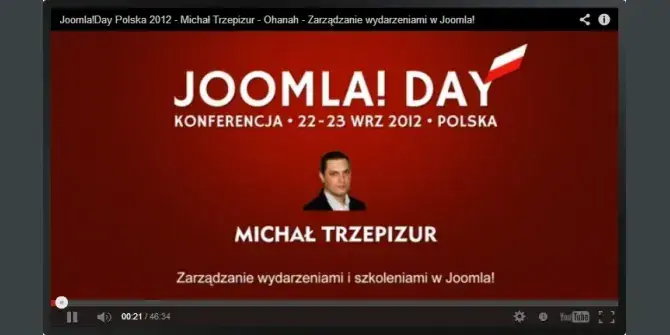 Joomla!Day Polska 2012 - Michał Trzepizur - Ohanah - Zarządzanie wydarzeniami w Joomla!
JOOMLA! DAY
KONFERENCJA • 22-23 WRZ 2012 • POLSKA
MICHAŁ TRZEPIZUR
Zarządzanie wydarzeniami i szkoleniami w Joomla!
00:21 / 46:34
YouTube